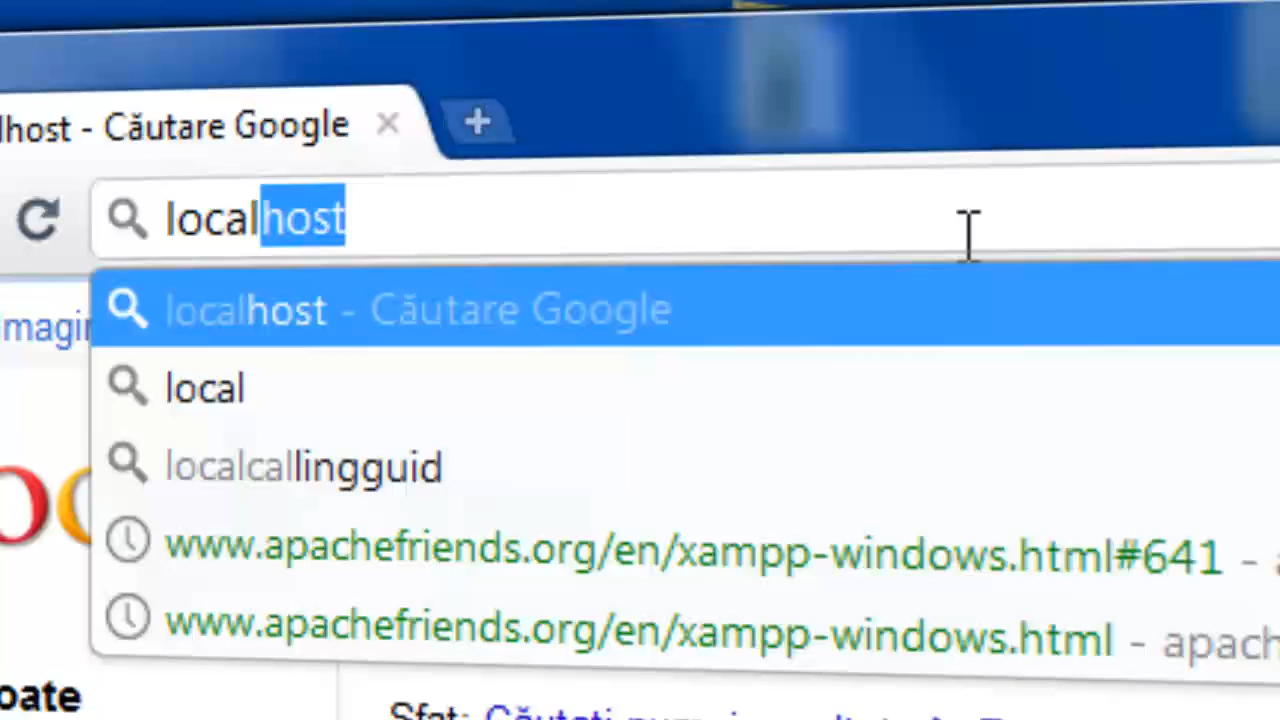 lhost - Căutare Google
localhost
localhost - Căutare Google
local
localcallingguid
www.apachefriends.org/en/xampp-windows.html#641 -
www.apachefriends.org/en/xampp-windows.html - apach
oate
Sfat: